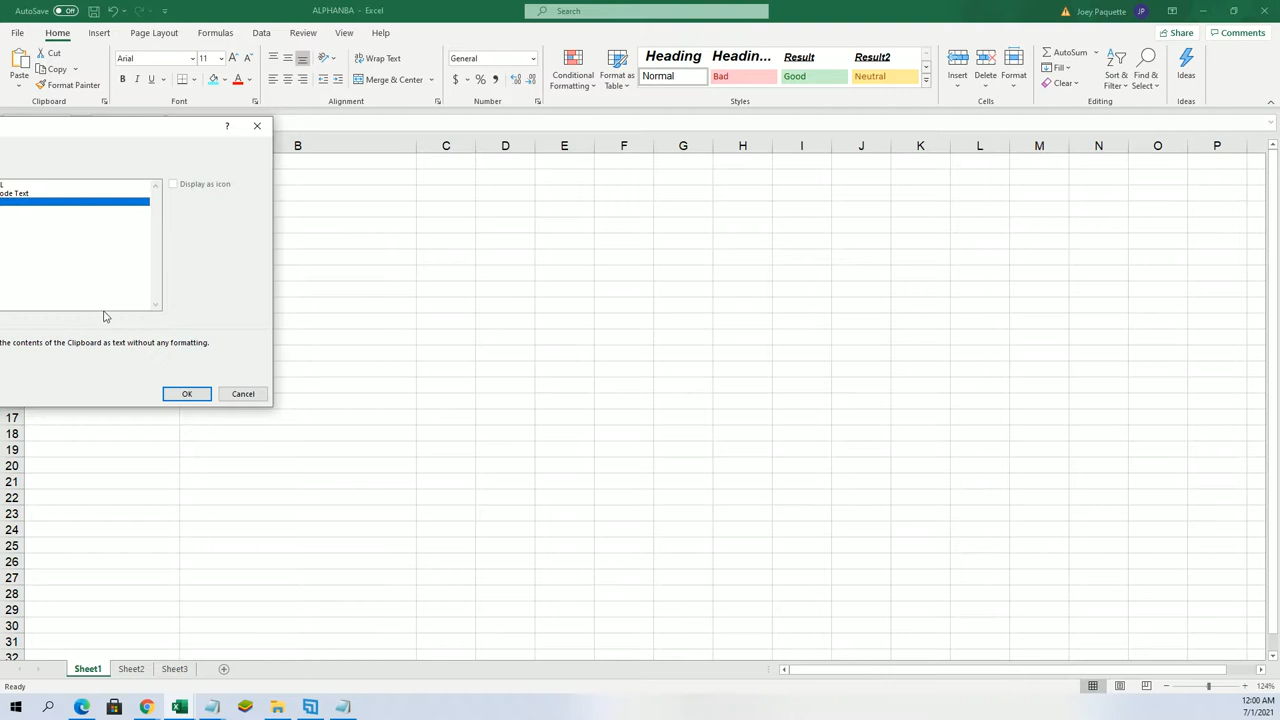 AutoSave Off
ALPHANBA - Excel
Search
Joey Paquette
JP
File Home Insert Page Layout Formulas Data Review View Help
Share
Comments
Paste
Cut
Copy
Format Painter
Clipboard
Arial
11
B I U
Font
Wrap Text
Merge & Center
Alignment
General
$ % 9
Number
Conditional Formatting
Format as Table
Heading Headin... Result Result2
Normal Bad Good Neutral
Styles
Insert
Delete
Format
Cells
AutoSum
Fill
Clear
Sort & Filter
Find & Select
Editing
Ideas
Ideas
?
B C D E F G H I J K L M N O P
L
ode Text
Display as icon
the contents of the Clipboard as text without any formatting.
OK
Cancel
17
18
19
20
21
22
23
24
25
26
27
28
29
30
31
32
Sheet1 Sheet2 Sheet3
Ready
124%
12:00 AM
7/1/2021